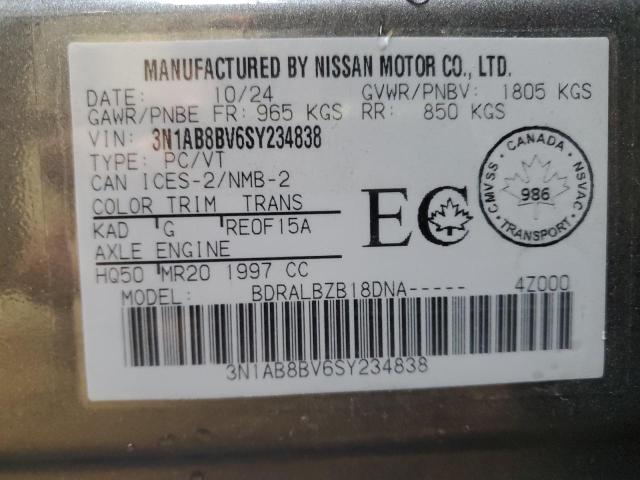 MANUFACTURED BY NISSAN MOTOR CO., LTD.
DATE: 10/24 GVWR/PNBV: 1805 KGS
GAWR/PNBE FR: 965 KGS RR: 850 KGS
VIN: 3N1AB8BV6SY234838
TYPE: PC/VT
CAN ICES-2/NMB-2
COLOR TRIM TRANS
KAD G RE0F15A
AXLE ENGINE
HQ50 MR20 1997 CC
EC
CANADA
CMVSS 986 NSVAC
TRANSPORT
MODEL: BDRALBZB18DNA----- 4Z000
3N1AB8BV6SY234838